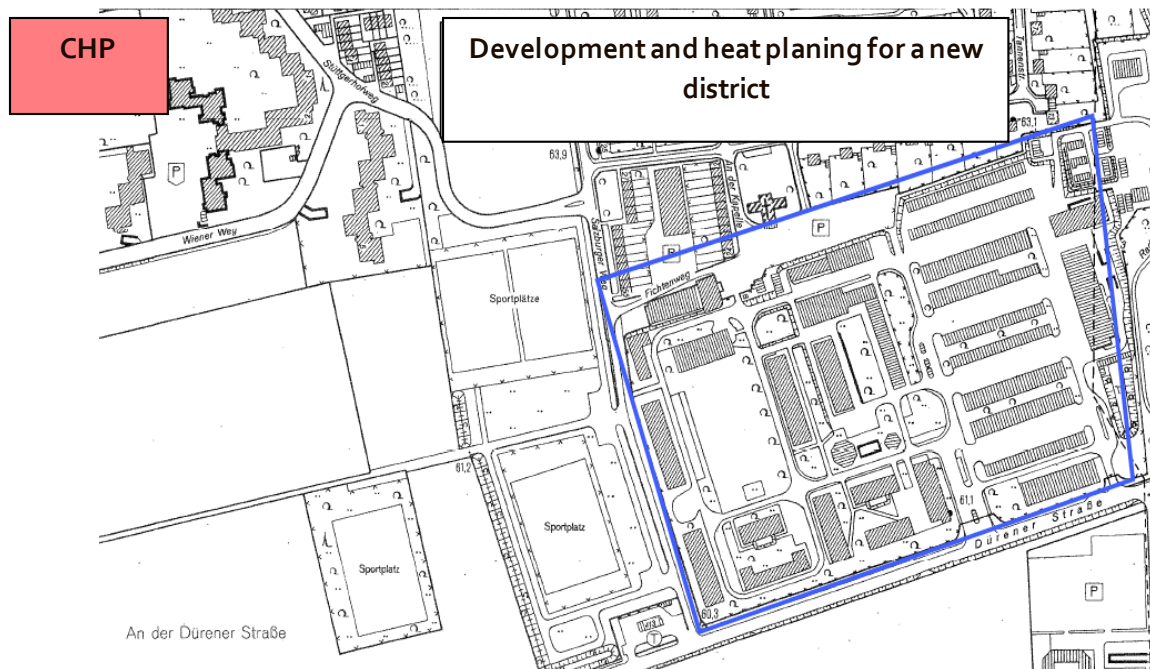 CHP
Development and heat planing for a new
district
Stüttgerhofweg
Tannenstr.
63,1
63,9
An der Kapelle
P
Wiener Weg
P
Salzburger Weg
P
Sportplätze
Fichtenweg
61,2
Sportplatz
61,1
Dürener Straße
Sportplatz
60,3
P
An der Dürener Straße
T